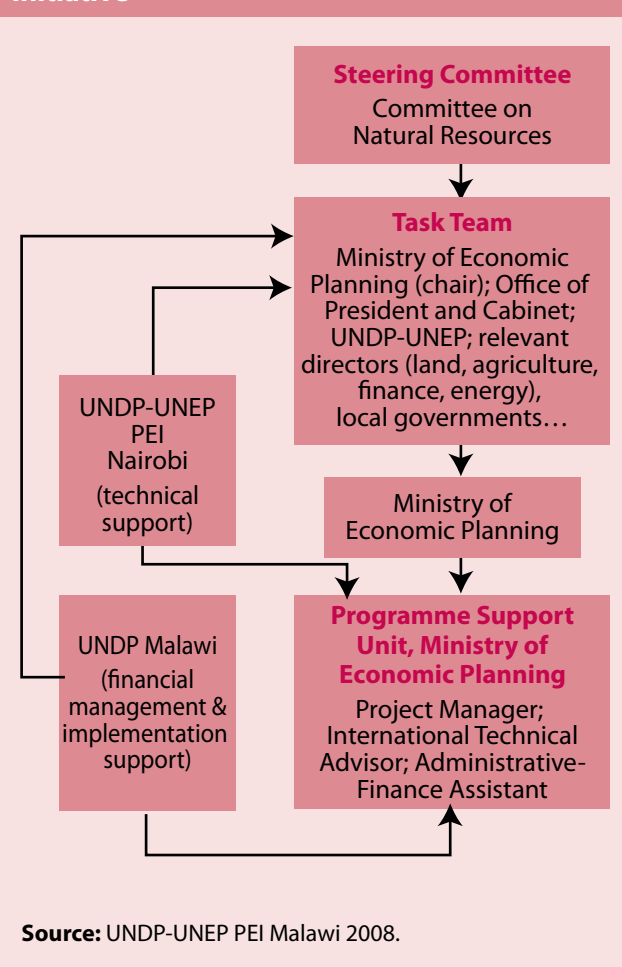 Steering Committee
Committee on
Natural Resources
Task Team
Ministry of Economic
Planning (chair); Office of
President and Cabinet;
UNDP-UNEP; relevant
directors (land, agriculture,
finance, energy),
local governments…
UNDP-UNEP
PEI
Nairobi
(technical
support)
Ministry of
Economic Planning
UNDP Malawi
(financial
management &
implementation
support)
Programme Support
Unit, Ministry of
Economic Planning
Project Manager;
International Technical
Advisor; Administrative-
Finance Assistant
Source: UNDP-UNEP PEI Malawi 2008.